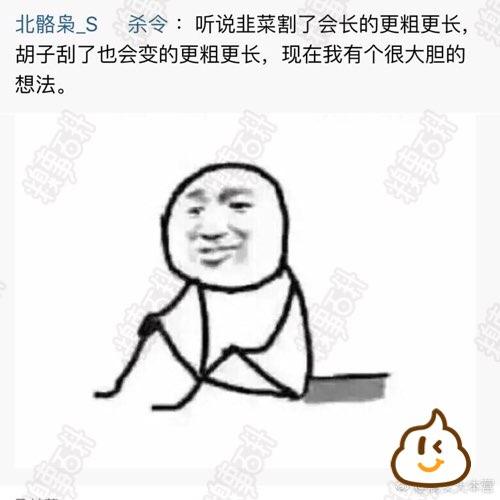 北骼枭_S 杀令：听说韭菜割了会长的更粗更长，
胡子刮了也会变的更粗更长，现在我有个很大胆的
想法。